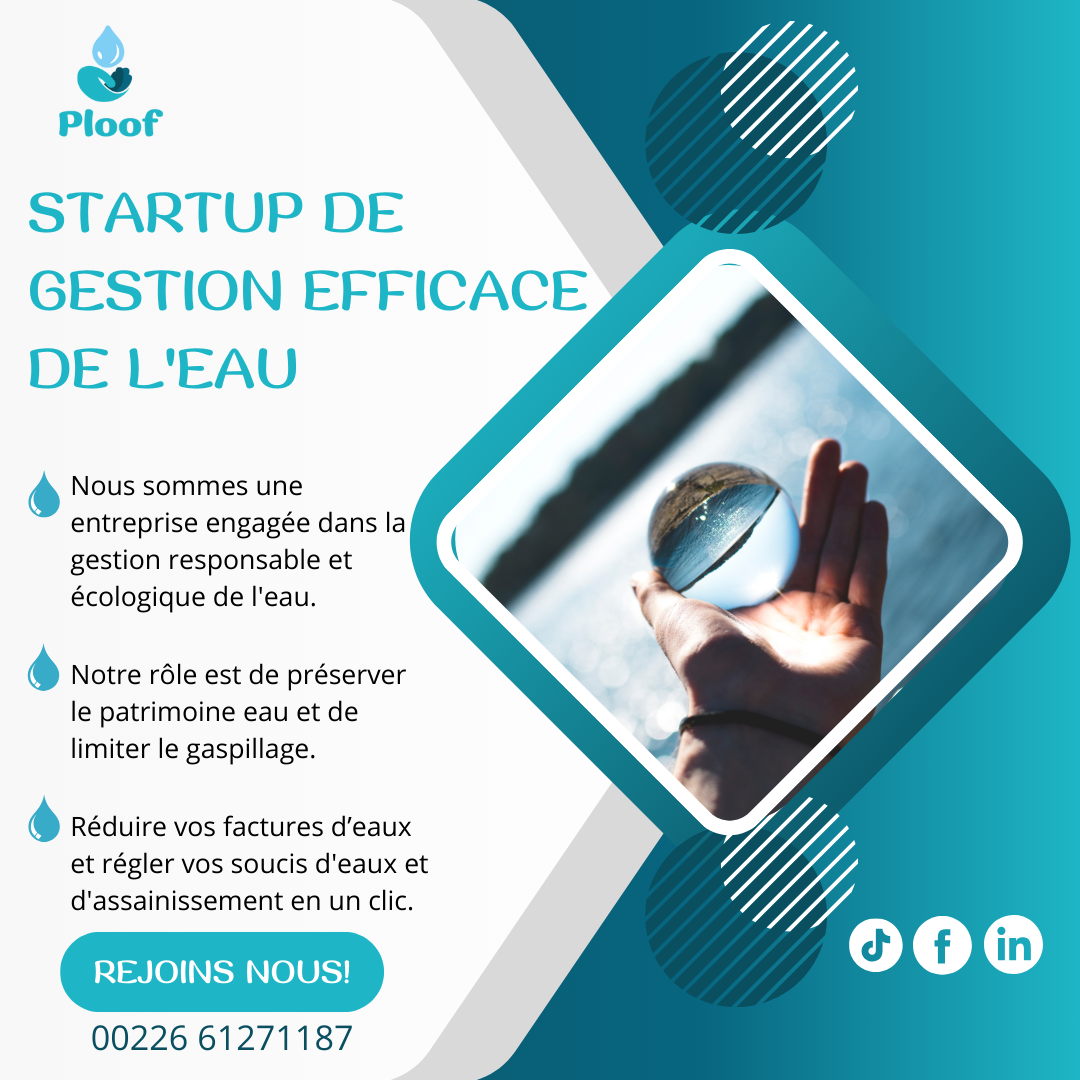 Ploof
STARTUP DE
GESTION EFFICACE
DE L'EAU
Nous sommes une
entreprise engagée dans la
gestion responsable et
écologique de l'eau.
Notre rôle est de préserver
le patrimoine eau et de
limiter le gaspillage.
Réduire vos factures d’eaux
et régler vos soucis d'eaux et
d'assainissement en un clic.
REJOINS NOUS!
00226 61271187